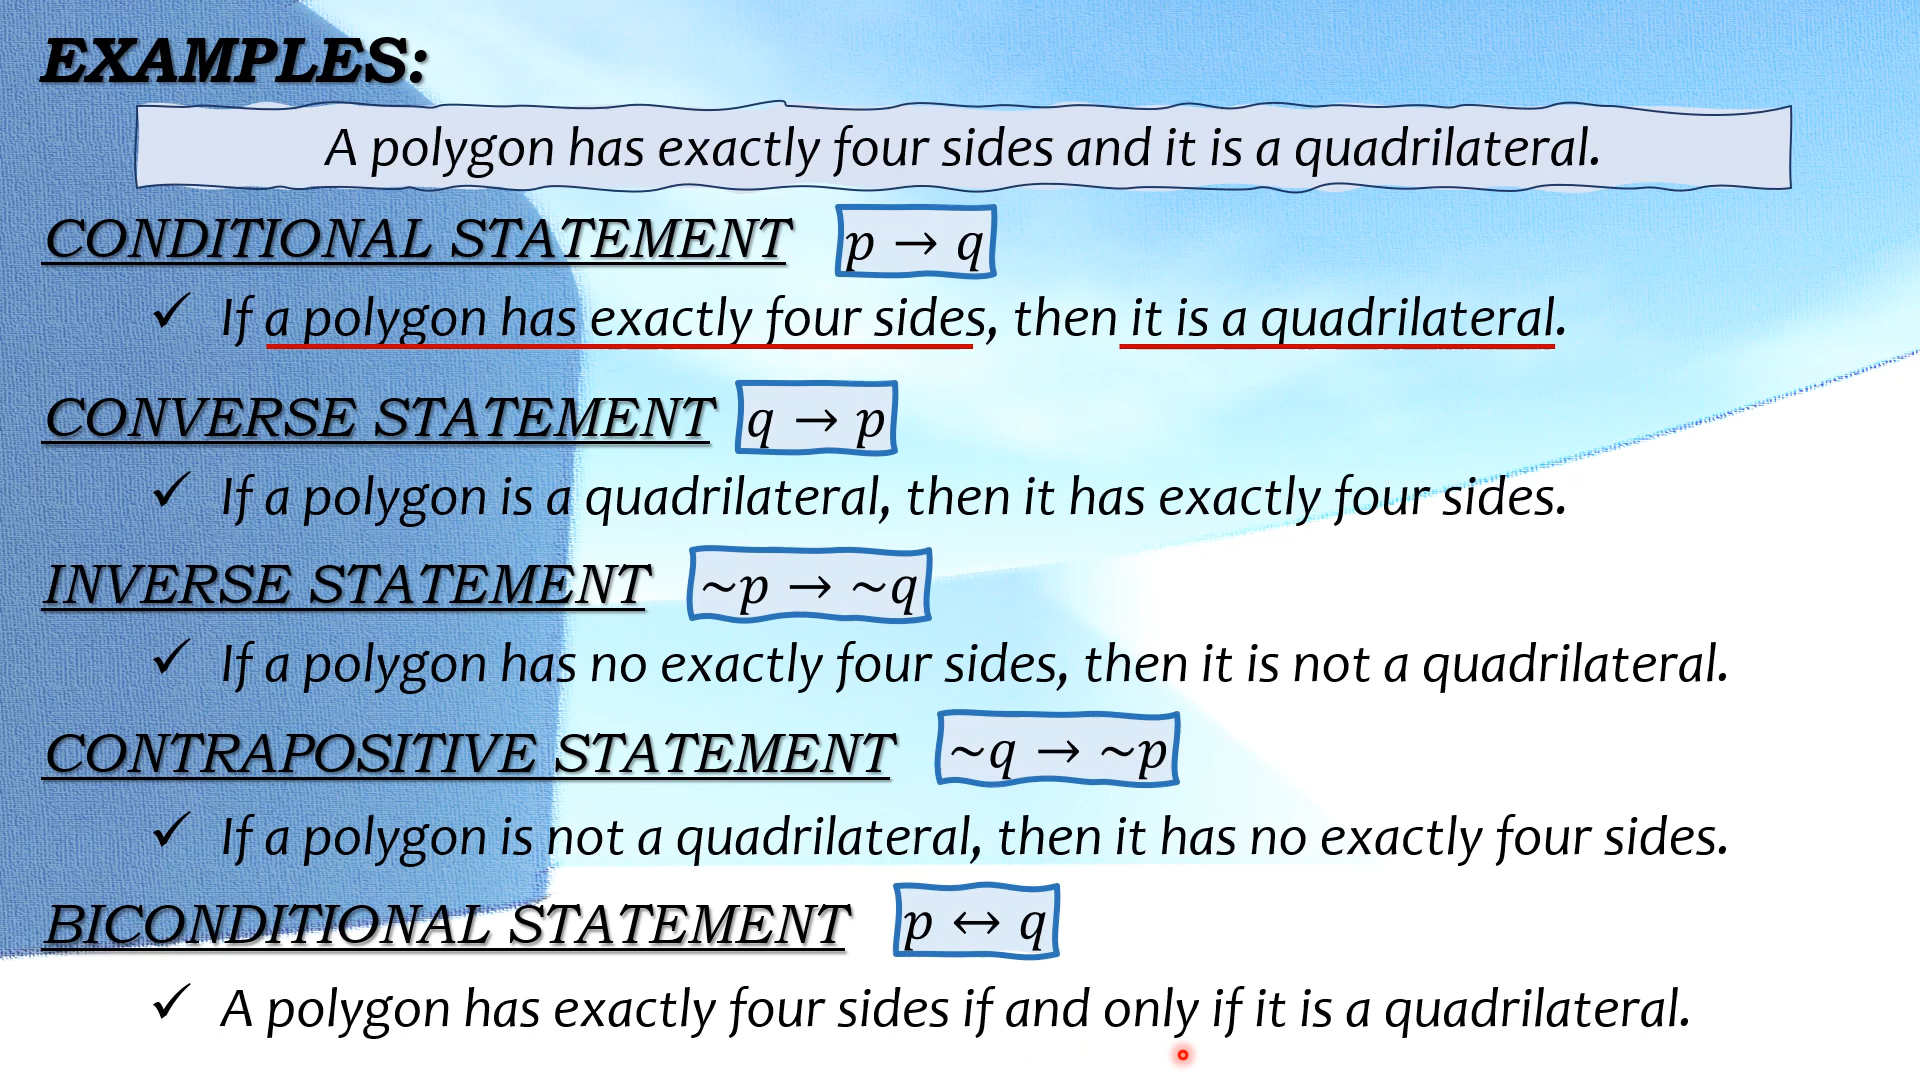 EXAMPLES:
A polygon has exactly four sides and it is a quadrilateral.
CONDITIONAL STATEMENT p → q
✓ If a polygon has exactly four sides, then it is a quadrilateral.
CONVERSE STATEMENT q → p
✓ If a polygon is a quadrilateral, then it has exactly four sides.
INVERSE STATEMENT ~p → ~q
✓ If a polygon has no exactly four sides, then it is not a quadrilateral.
CONTRAPOSITIVE STATEMENT ~q → ~p
✓ If a polygon is not a quadrilateral, then it has no exactly four sides.
BICONDITIONAL STATEMENT p ↔ q
✓ A polygon has exactly four sides if and only if it is a quadrilateral.